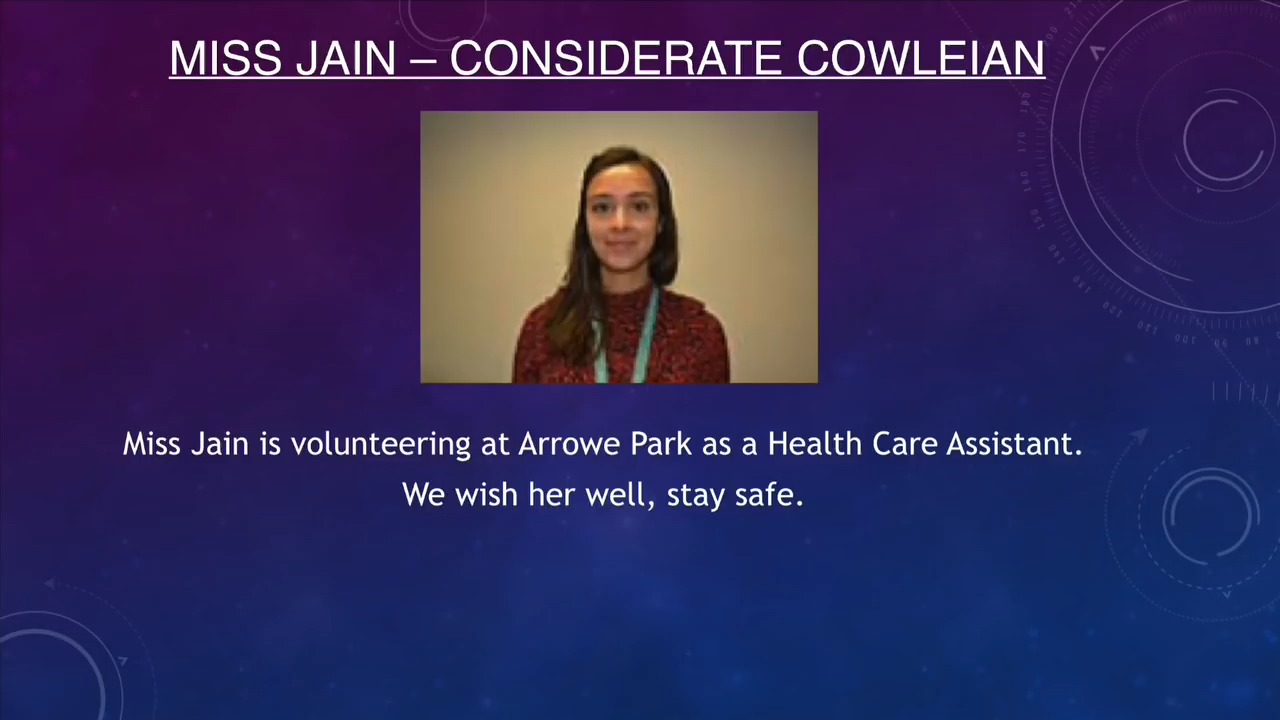 MISS JAIN – CONSIDERATE COWLEIAN
Miss Jain is volunteering at Arrowe Park as a Health Care Assistant.
We wish her well, stay safe.